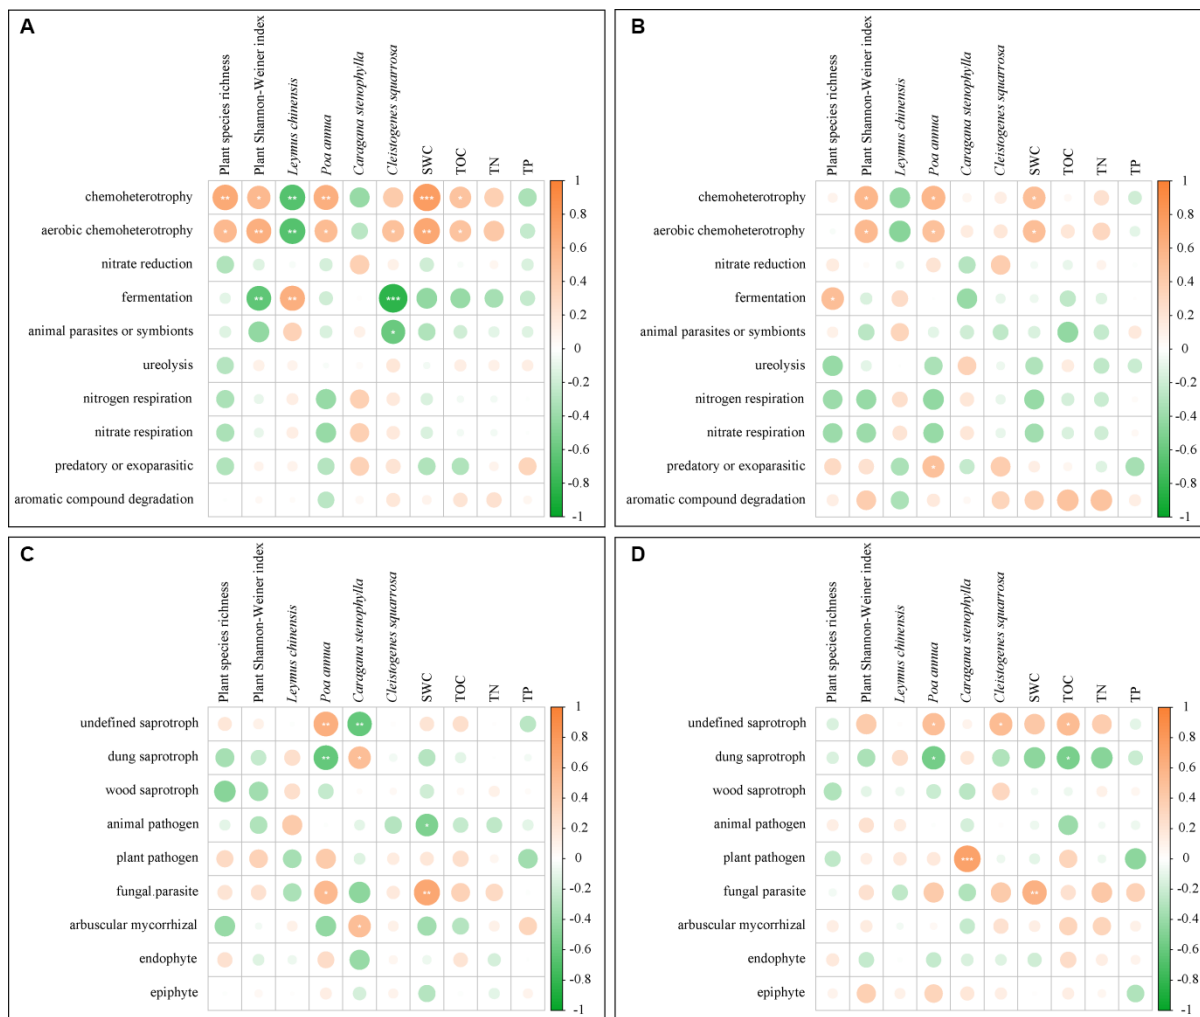 A
Plant species richness
Plant Shannon-Weiner index
Leymus chinensis
Poa annua
Caragana stenophylla
Cleistogenes squarrosa
SWC
TOC
TN
TP
chemoheterotrophy
** * ** ** *** *
aerobic chemoheterotrophy
* ** ** * * ** *
nitrate reduction
fermentation
** ** ***
animal parasites or symbionts
*
ureolysis
nitrogen respiration
nitrate respiration
predatory or exoparasitic
aromatic compound degradation
1
0.8
0.6
0.4
0.2
0
-0.2
-0.4
-0.6
-0.8
-1
B
Plant species richness
Plant Shannon-Weiner index
Leymus chinensis
Poa annua
Caragana stenophylla
Cleistogenes squarrosa
SWC
TOC
TN
TP
chemoheterotrophy
* * *
aerobic chemoheterotrophy
* * *
nitrate reduction
fermentation
*
animal parasites or symbionts
ureolysis
nitrogen respiration
nitrate respiration
predatory or exoparasitic
*
aromatic compound degradation
1
0.8
0.6
0.4
0.2
0
-0.2
-0.4
-0.6
-0.8
-1
C
Plant species richness
Plant Shannon-Weiner index
Leymus chinensis
Poa annua
Caragana stenophylla
Cleistogenes squarrosa
SWC
TOC
TN
TP
undefined saprotroph
** **
dung saprotroph
** *
wood saprotroph
animal pathogen
*
plant pathogen
fungal.parasite
* **
arbuscular mycorrhizal
*
endophyte
epiphyte
1
0.8
0.6
0.4
0.2
0
-0.2
-0.4
-0.6
-0.8
-1
D
Plant species richness
Plant Shannon-Weiner index
Leymus chinensis
Poa annua
Caragana stenophylla
Cleistogenes squarrosa
SWC
TOC
TN
TP
undefined saprotroph
* * *
dung saprotroph
* *
wood saprotroph
animal pathogen
plant pathogen
***
fungal parasite
**
arbuscular mycorrhizal
endophyte
epiphyte
1
0.8
0.6
0.4
0.2
0
-0.2
-0.4
-0.6
-0.8
-1